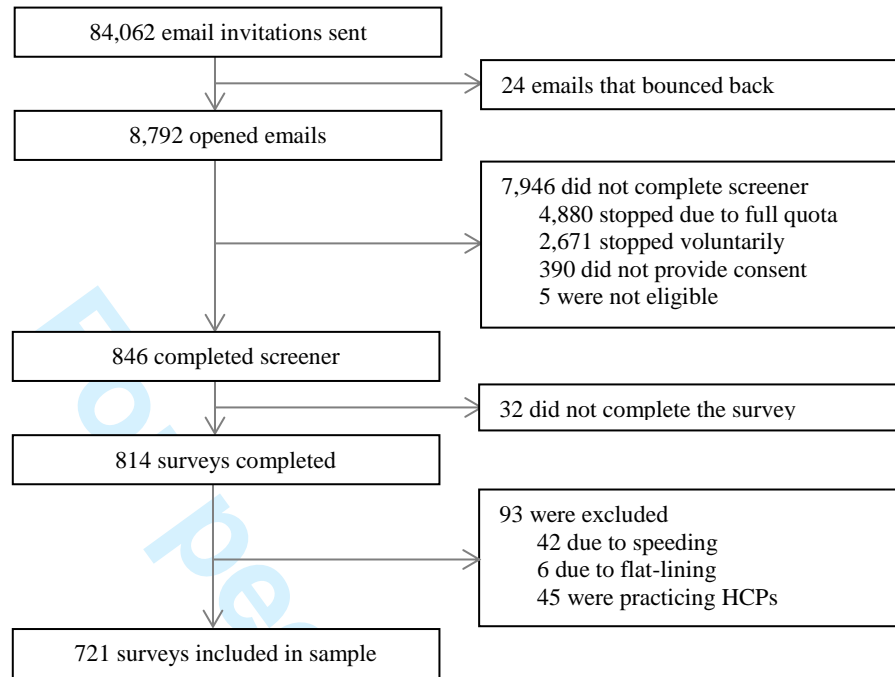 84,062 email invitations sent
24 emails that bounced back
8,792 opened emails
7,946 did not complete screener
4,880 stopped due to full quota
2,671 stopped voluntarily
390 did not provide consent
5 were not eligible
846 completed screener
32 did not complete the survey
814 surveys completed
93 were excluded
42 due to speeding
6 due to flat-lining
45 were practicing HCPs
721 surveys included in sample
For pe